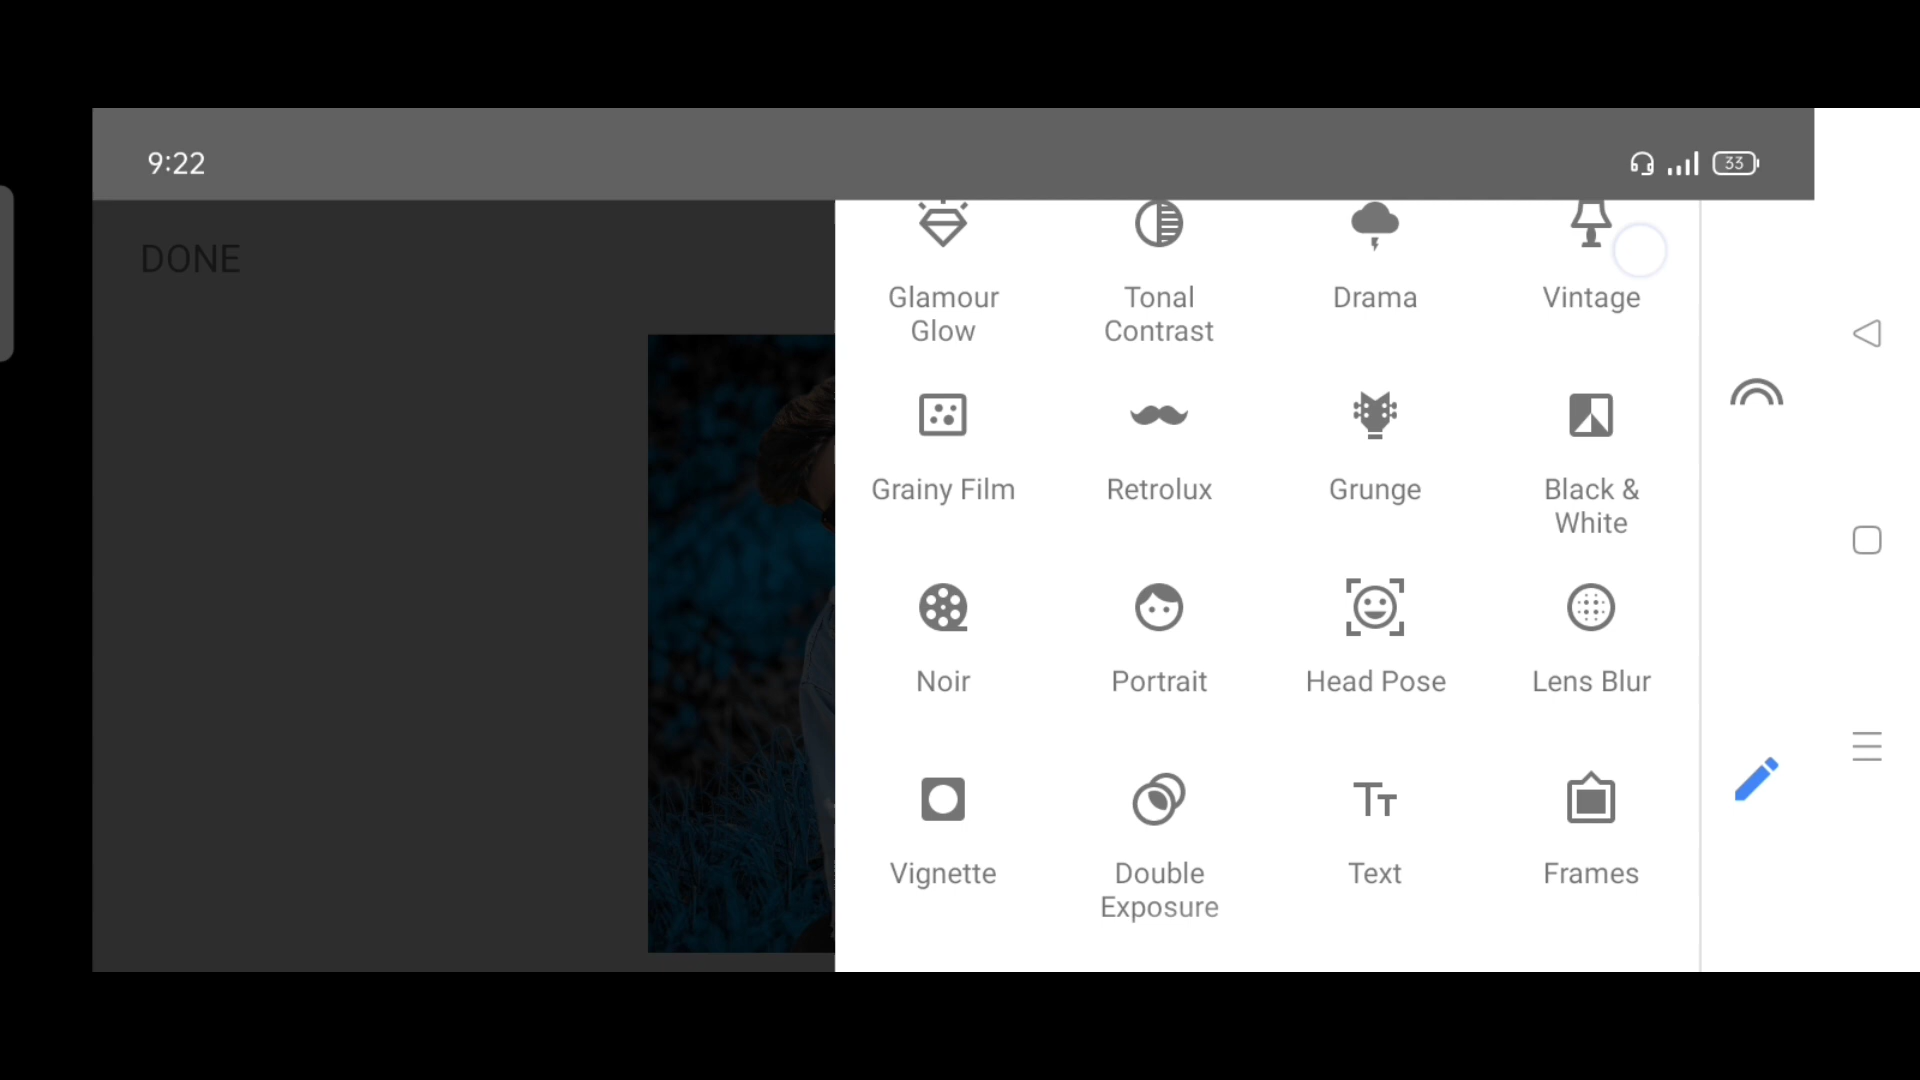 9:22
33
DONE
Glamour
Glow
Tonal
Contrast
Drama
Vintage
Grainy Film
Retrolux
Grunge
Black &
White
Noir
Portrait
Head Pose
Lens Blur
Vignette
Double
Exposure
Text
Frames